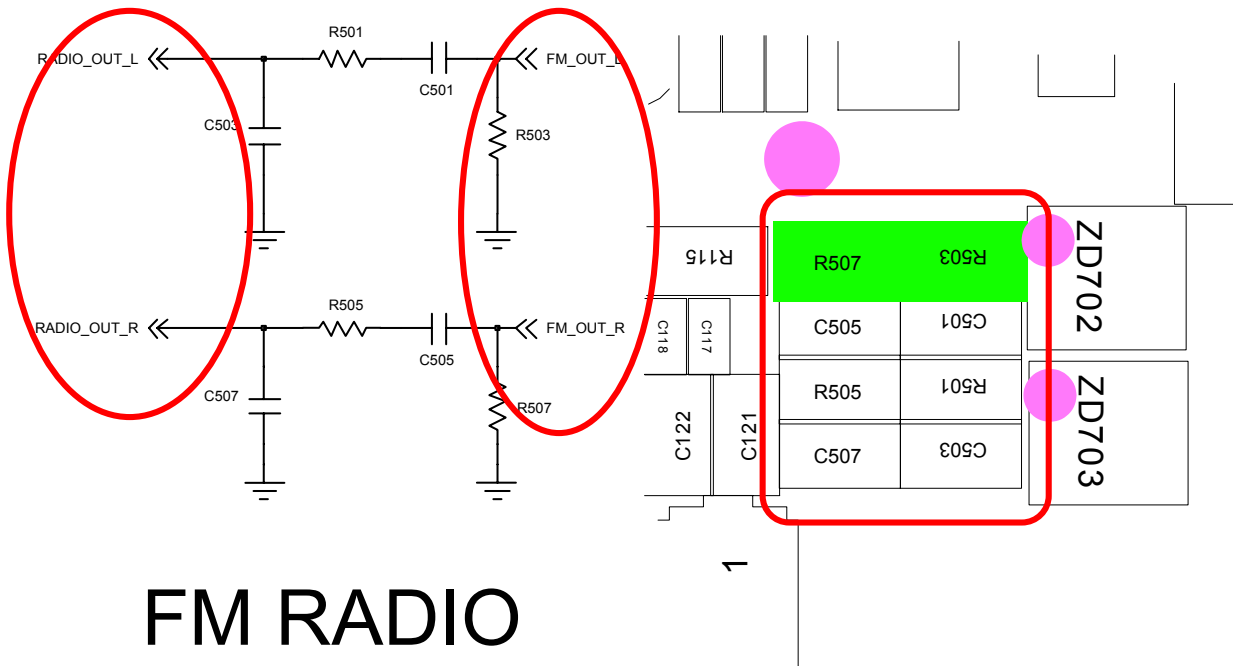 R501
RADIO_OUT_L
C501
FM_OUT_L
C503
R503
R505
RADIO_OUT_R
C505
FM_OUT_R
C507
R507
FM RADIO
R115
R507
R503
ZD702
C118
C117
C505
C501
R505
R501
ZD703
C122
C121
C507
C503
1